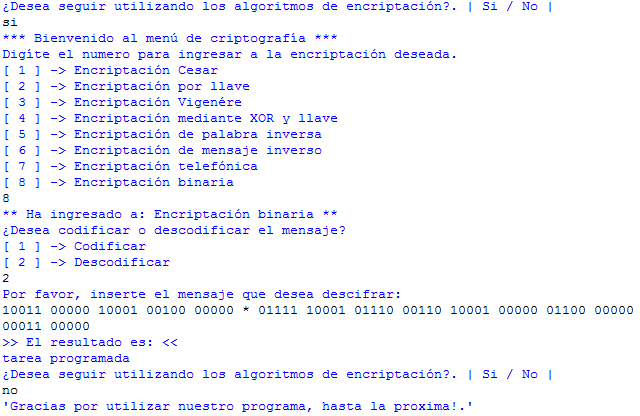 ¿Desea seguir utilizando los algoritmos de encriptación?. | Si / No |
si
*** Bienvenido al menú de criptografía ***
Digíte el numero para ingresar a la encriptación deseada.
[ 1 ] -> Encriptación Cesar
[ 2 ] -> Encriptación por llave
[ 3 ] -> Encriptación Vigenére
[ 4 ] -> Encriptación mediante XOR y llave
[ 5 ] -> Encriptación de palabra inversa
[ 6 ] -> Encriptación de mensaje inverso
[ 7 ] -> Encriptación telefónica
[ 8 ] -> Encriptación binaria
8
** Ha ingresado a: Encriptación binaria **
¿Desea codificar o descodificar el mensaje?
[ 1 ] -> Codificar
[ 2 ] -> Descodificar
2
Por favor, inserte el mensaje que desea descifrar:
10011 00000 10001 00100 00000 * 01111 10001 01110 00110 10001 00000 01100 00000
00011 00000
>> El resultado es: <<
tarea programada
¿Desea seguir utilizando los algoritmos de encriptación?. | Si / No |
no
'Gracias por utilizar nuestro programa, hasta la proxima!.'